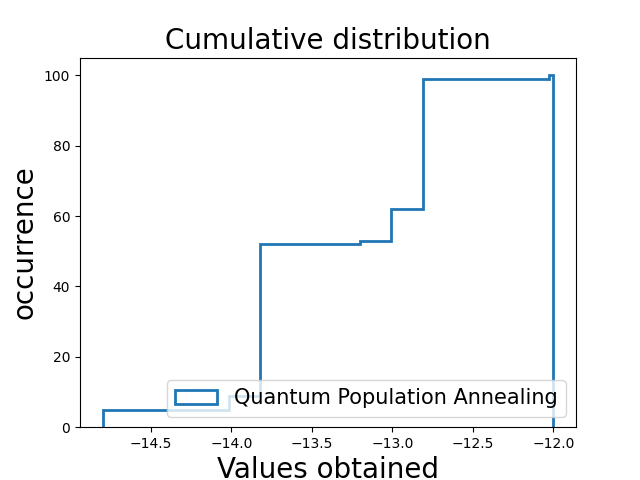 Cumulative distribution
100
80
60
40
20
0
occurrence
−14.5 −14.0 −13.5 −13.0 −12.5 −12.0
Values obtained
Quantum Population Annealing